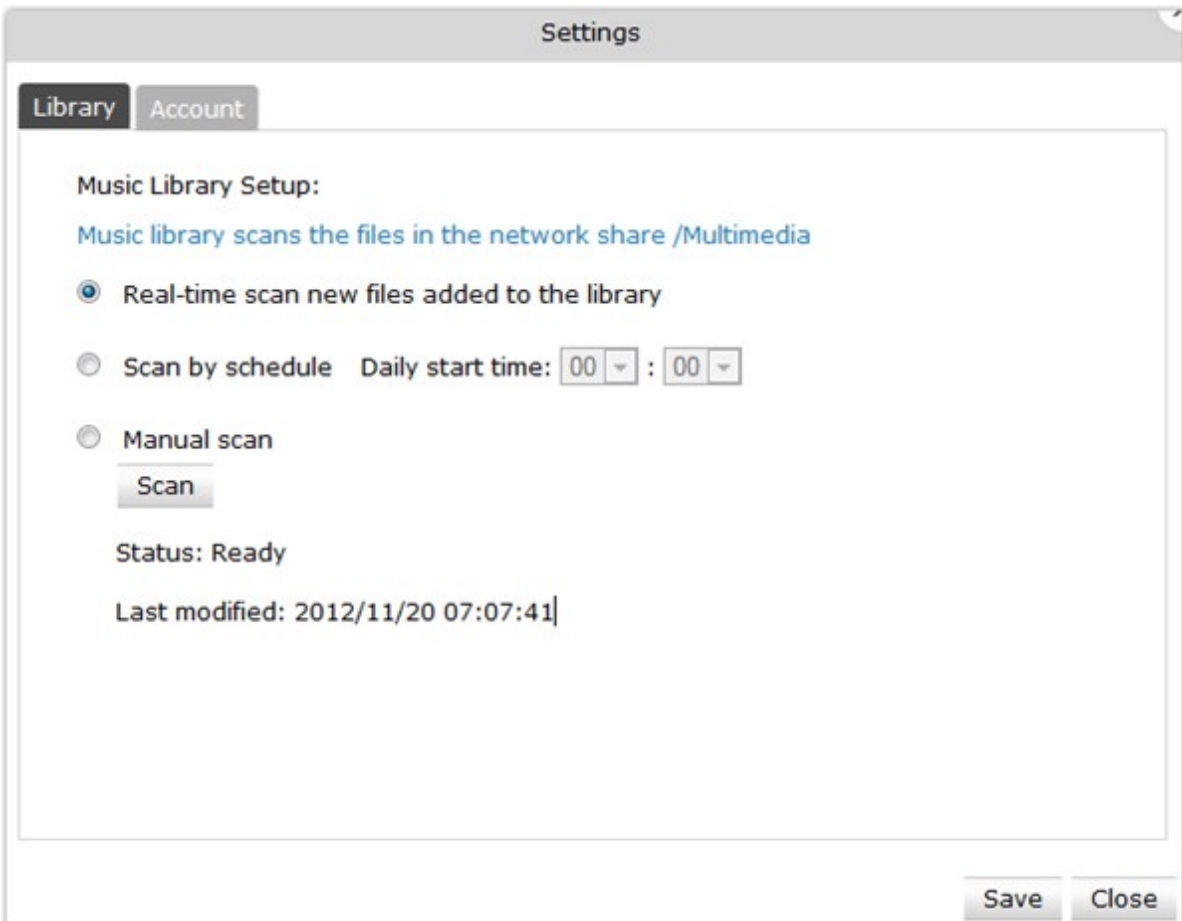 Settings
Library Account
Music Library Setup:
Music library scans the files in the network share /Multimedia
Real-time scan new files added to the library
Scan by schedule Daily start time: 00 : 00
Manual scan
Scan
Status: Ready
Last modified: 2012/11/20 07:07:41
Save Close